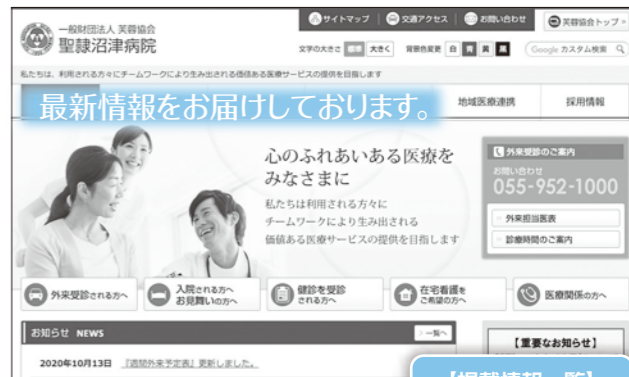 サイトマップ
交通アクセス
お問い合わせ
芙蓉協会トップ
一般財団法人 芙蓉協会
聖隷沼津病院
文字の大きさ 標準 大きく 背景色変更 白 青 黄 黒 Google カスタム検索
私たちは、利用される方々にチームワークにより生み出される価値ある医療サービスの提供を目指します
最新情報をお届けしております。
地域医療連携
採用情報
心のふれあいある医療を
みなさまに
私たちは利用される方々に
チームワークにより生み出される
価値ある医療サービスの提供を目指します
外来受診のご案内
お問い合わせ
055-952-1000
外来担当医表
診療時間のご案内
外来受診される方へ
入院される方へ
お見舞いの方へ
健診を受診
される方へ
在宅看護を
ご希望の方へ
医療関係の方へ
お知らせ NEWS
一覧へ
【重要なお知らせ】
2020年10月13日 『週間外来予定表』更新しました。
【掲載情報一覧】